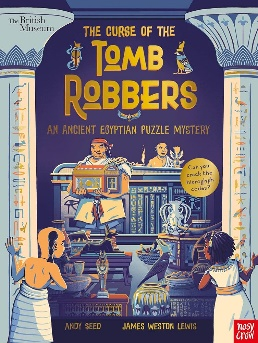 The British Museum
THE CURSE OF THE
TOMB
ROBBERS
AN ANCIENT EGYPTIAN PUZZLE MYSTERY
Can you
crack the
hieroglyph
codes?
ANDY SEED
JAMES WESTON LEWIS
nosy
crow